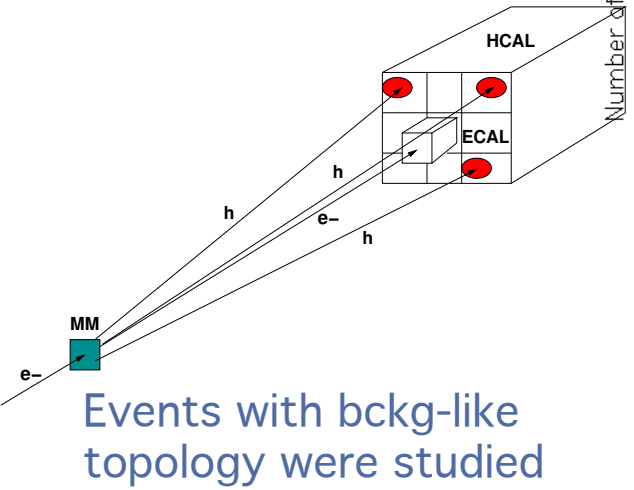 HCAL
Number of
ECAL
h
h
e−
h
MM
e−
Events with bckg-like
topology were studied